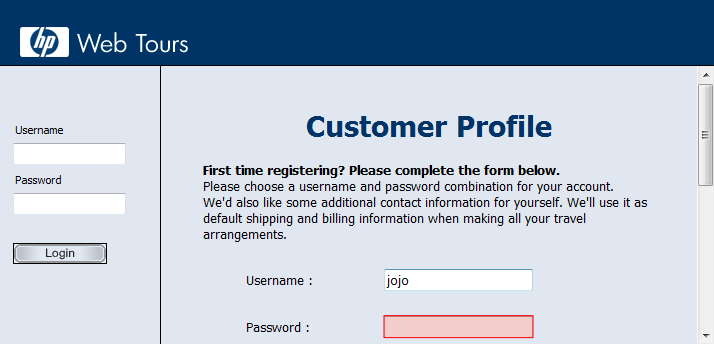 hp Web Tours
Username
Password
Login
Customer Profile
First time registering? Please complete the form below.
Please choose a username and password combination for your account.
We'd also like some additional contact information for yourself. We'll use it as
default shipping and billing information when making all your travel
arrangements.
Username : jojo
Password :